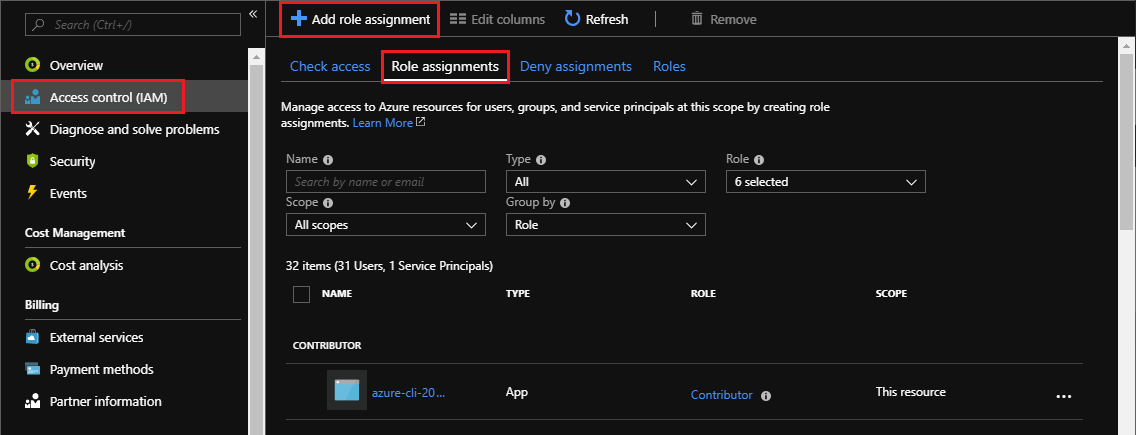 Search (Ctrl+/)
«
Overview
Access control (IAM)
Diagnose and solve problems
Security
Events
Cost Management
Cost analysis
Billing
External services
Payment methods
Partner information
Add role assignment
Edit columns
Refresh
Remove
Check access
Role assignments
Deny assignments
Roles
Manage access to Azure resources for users, groups, and service principals at this scope by creating role
assignments. Learn More
Name
Type
Role
Search by name or email
All
6 selected
Scope
Group by
All scopes
Role
32 items (31 Users, 1 Service Principals)
NAME
TYPE
ROLE
SCOPE
CONTRIBUTOR
azure-cli-20...
App
Contributor
This resource
...